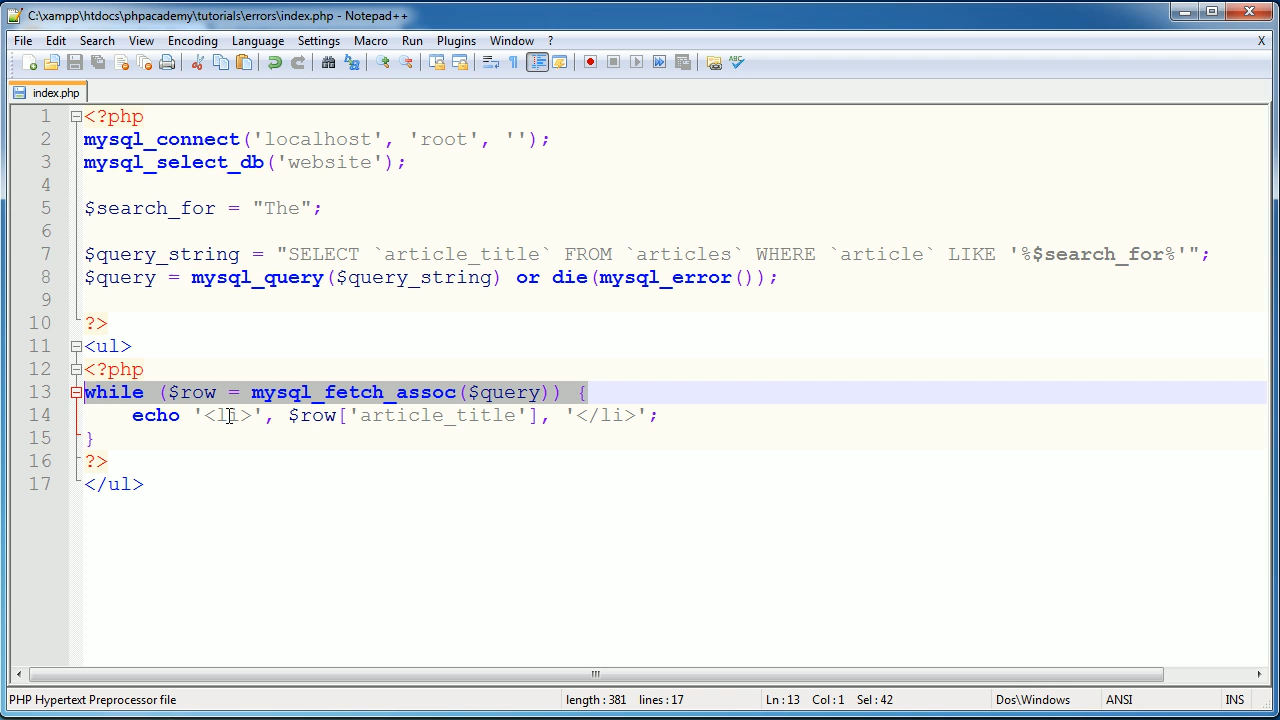 C:\xampp\htdocs\phpacademy\tutorials\errors\index.php - Notepad++
File Edit Search View Encoding Language Settings Macro Run Plugins Window ? X
index.php
1 <?php
2 mysql_connect('localhost', 'root', '');
3 mysql_select_db('website');
4
5 $search_for = "The";
6
7 $query_string = "SELECT `article_title` FROM `articles` WHERE `article` LIKE '%$search_for%'";
8 $query = mysql_query($query_string) or die(mysql_error());
9
10 ?>
11 <ul>
12 <?php
13 while ($row = mysql_fetch_assoc($query)) {
14 echo '<li>', $row['article_title'], '</li>';
15 }
16 ?>
17 </ul>
PHP Hypertext Preprocessor file length : 381 lines : 17 Ln : 13 Col : 1 Sel : 42 Dos\Windows ANSI INS